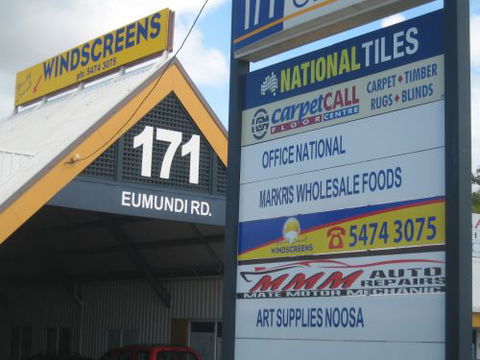 WINDSCREENS
ph: 5474 3075
171
EUMUNDI RD.
171
NATIONAL TILES
carpetCALL
FLOOR CENTRE
CARPET ♦ TIMBER
RUGS ♦ BLINDS
OFFICE NATIONAL
MARKRIS WHOLESALE FOODS
WINDSCREENS
5474 3075
MMM AUTO REPAIRS
MATE MOTOR MECHANIC
ART SUPPLIES NOOSA